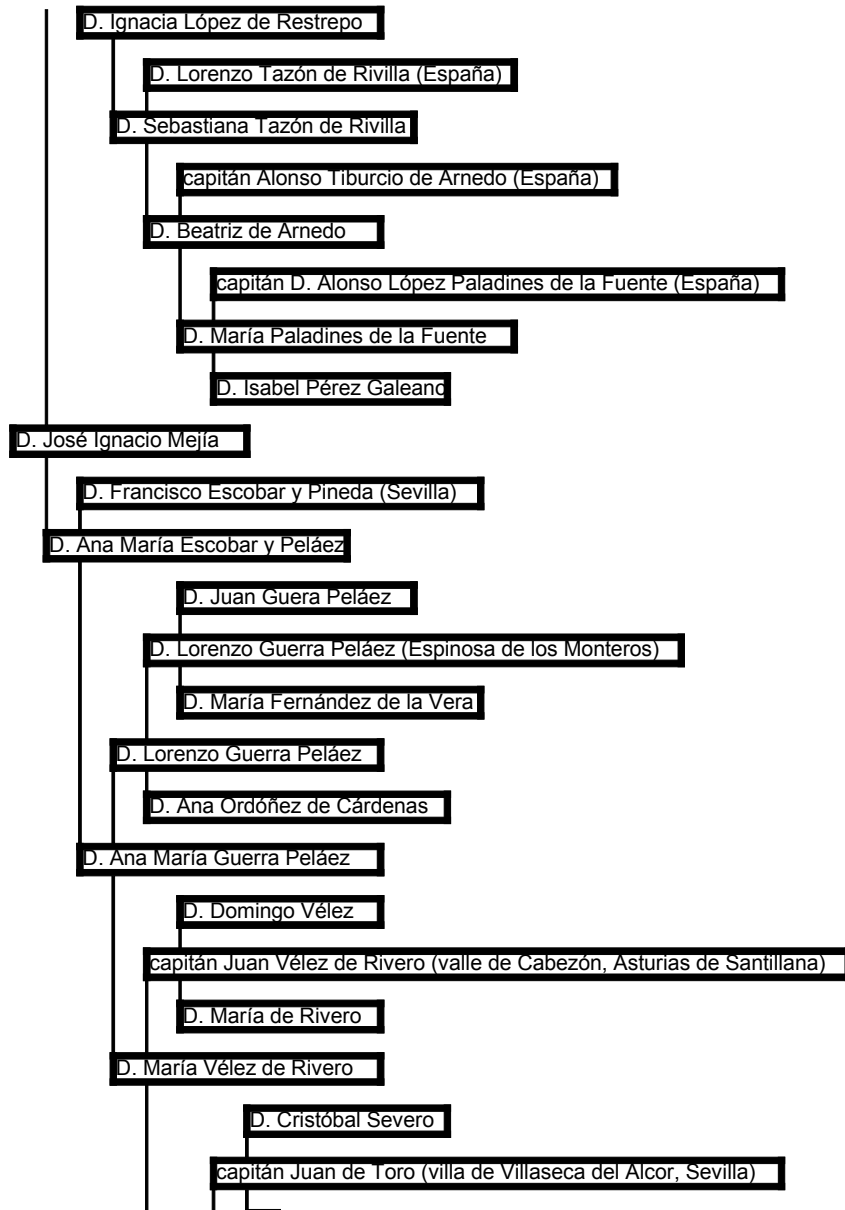 D. Ignacia López de Restrepo
D. Lorenzo Tazón de Rivilla (España)
D. Sebastiana Tazón de Rivilla
capitán Alonso Tiburcio de Arnedo (España)
D. Beatriz de Arnedo
capitán D. Alonso López Paladines de la Fuente (España)
D. María Paladines de la Fuente
D. Isabel Pérez Galeano
D. José Ignacio Mejía
D. Francisco Escobar y Pineda (Sevilla)
D. Ana María Escobar y Peláez
D. Juan Guera Peláez
D. Lorenzo Guerra Peláez (Espinosa de los Monteros)
D. María Fernández de la Vera
D. Lorenzo Guerra Peláez
D. Ana Ordóñez de Cárdenas
D. Ana María Guerra Peláez
D. Domingo Vélez
capitán Juan Vélez de Rivero (valle de Cabezón, Asturias de Santillana)
D. María de Rivero
D. María Vélez de Rivero
D. Cristóbal Severo
capitán Juan de Toro (villa de Villaseca del Alcor, Sevilla)